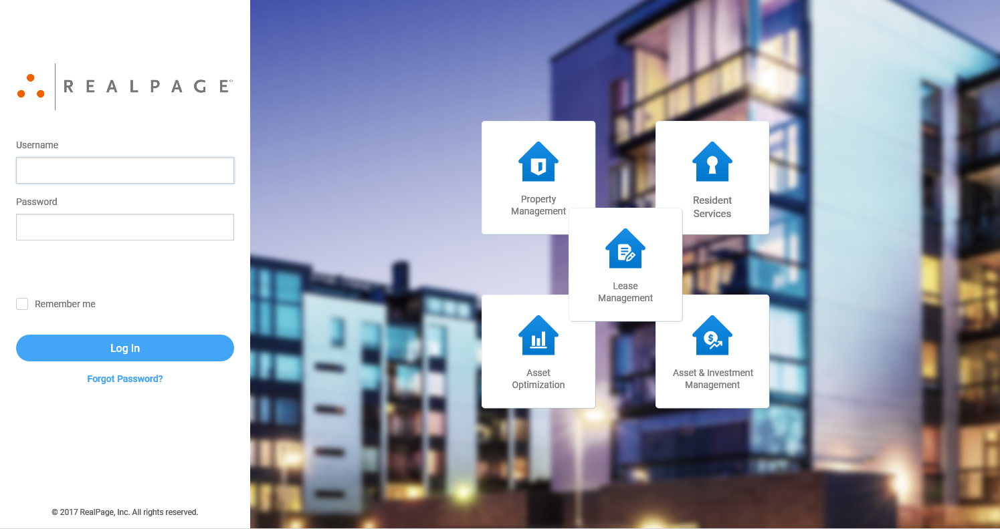 REALPAGE
Username
Password
Remember me
Log In
Forgot Password?
© 2017 RealPage, Inc. All rights reserved.
Property
Management
Resident
Services
Lease
Management
Asset
Optimization
Asset & Investment
Management